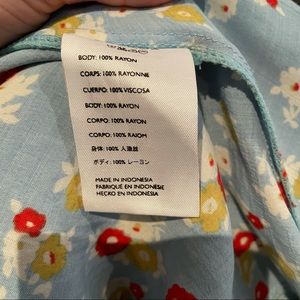 BODY: 100% RAYON
CORPS: 100% RAYONNE
CUERPO: 100% VISCOSA
BODY: 100% RAYON
CORPO: 100% RAYON
CORPO: 100% RAIOM
身体: 100% 人造丝
ボディ: 100% レーヨン
MADE IN INDONESIA
FABRIQUÉ EN INDONESIE
HECHO EN INDONESIA